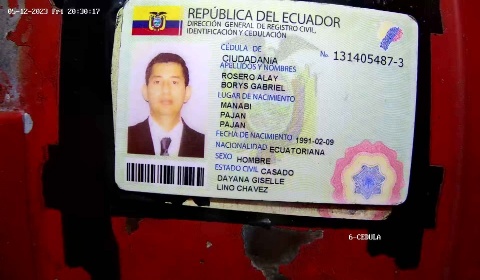 05-12-2023 Fri 20:30:17
REPÚBLICA DEL ECUADOR
DIRECCIÓN GENERAL DE REGISTRO CIVIL,
IDENTIFICACIÓN Y CEDULACIÓN
CÉDULA DE
CIUDADANÍA
No 131405487-3
APELLIDOS Y NOMBRES
ROSERO ALAY
BORYS GABRIEL
LUGAR DE NACIMIENTO
MANABI
PAJAN
PAJAN
FECHA DE NACIMIENTO 1991-02-09
NACIONALIDAD ECUATORIANA
SEXO HOMBRE
ESTADO CIVIL CASADO
DAYANA GISELLE
LINO CHAVEZ
6-CEDULA